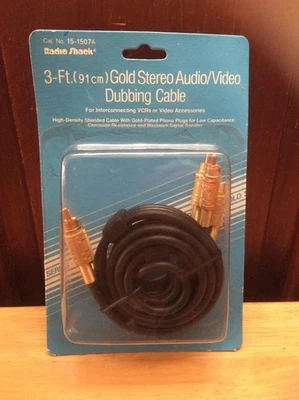 Cat. No. 15-1507A
Radio Shack
3-Ft.(91cm) Gold Stereo Audio/Video
Dubbing Cable
For Interconnecting VCRs or Video Accessories
High-Density Shielded Cable With Gold-Plated Phono Plugs for Low Capacitance,
Corrosion Resistance and Maximum Signal Transfer